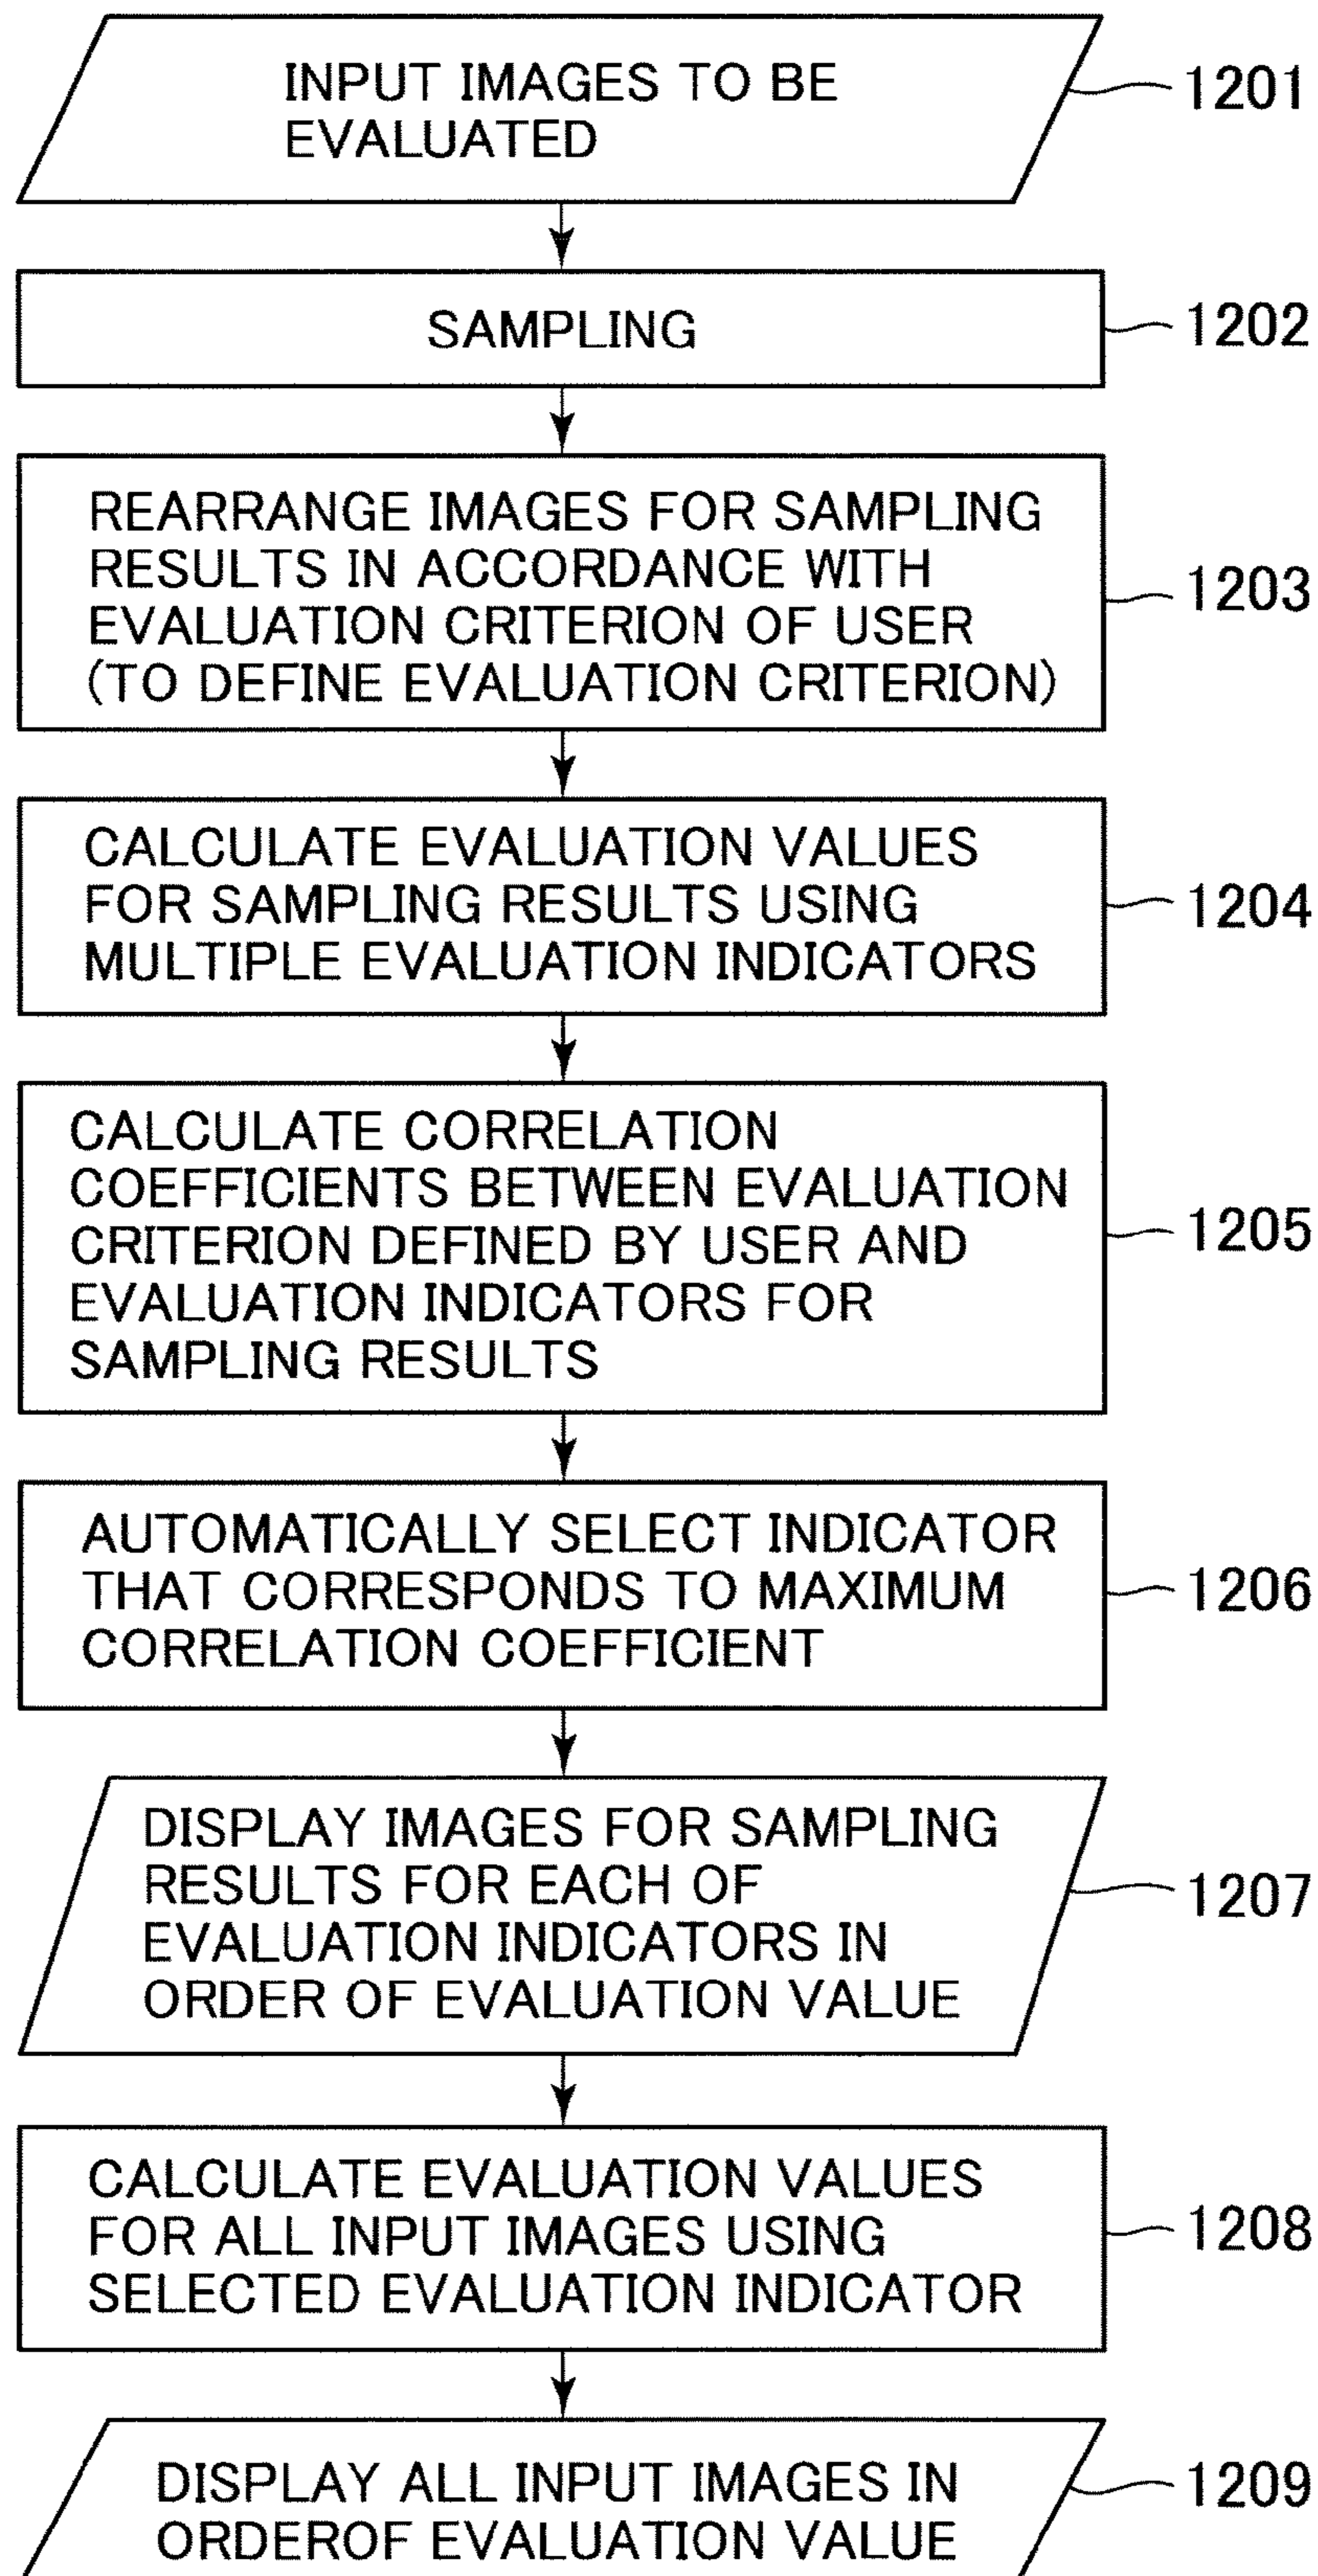 INPUT IMAGES TO BE
EVALUATED
1201
SAMPLING
1202
REARRANGE IMAGES FOR SAMPLING
RESULTS IN ACCORDANCE WITH
EVALUATION CRITERION OF USER
(TO DEFINE EVALUATION CRITERION)
1203
CALCULATE EVALUATION VALUES
FOR SAMPLING RESULTS USING
MULTIPLE EVALUATION INDICATORS
1204
CALCULATE CORRELATION
COEFFICIENTS BETWEEN EVALUATION
CRITERION DEFINED BY USER AND
EVALUATION INDICATORS FOR
SAMPLING RESULTS
1205
AUTOMATICALLY SELECT INDICATOR
THAT CORRESPONDS TO MAXIMUM
CORRELATION COEFFICIENT
1206
DISPLAY IMAGES FOR SAMPLING
RESULTS FOR EACH OF
EVALUATION INDICATORS IN
ORDER OF EVALUATION VALUE
1207
CALCULATE EVALUATION VALUES
FOR ALL INPUT IMAGES USING
SELECTED EVALUATION INDICATOR
1208
DISPLAY ALL INPUT IMAGES IN
ORDEROF EVALUATION VALUE
1209